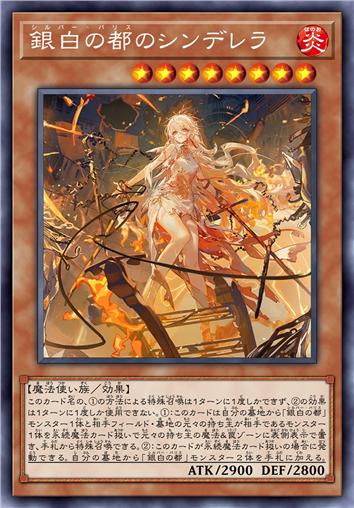 シルバー・パリス
銀白の都のシンデレラ
ほのお
炎
【魔法使い族/効果】
このカード名の、①の方法による特殊召喚は1ターンに1度しかできず、②の効果
は1ターンに1度しか使用できない。①:このカードは自分の墓地から「銀白の都」
モンスター1体と相手フィールド・墓地の元々の持ち主が相手であるモンスター
1体を永続魔法カード扱いで元々の持ち主の魔法&罠ゾーンに表側表示で置
き、手札から特殊召喚できる。②:このカードが永続魔法カード扱いの場合に発
動できる。自分の墓地から「銀白の都」モンスター2体を手札に加える。
ATK/2900 DEF/2800